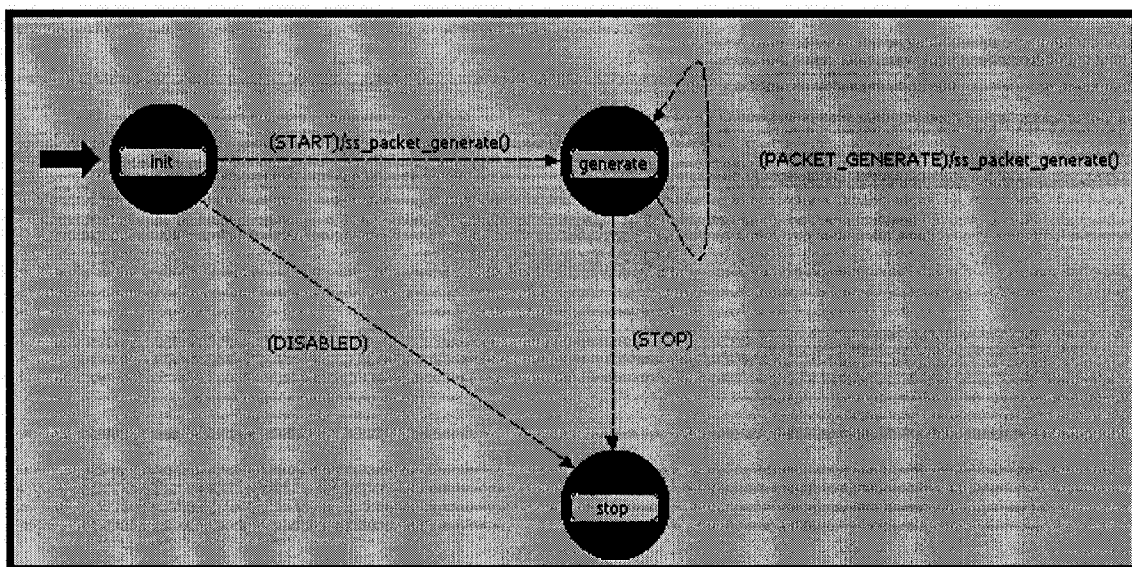 (START)/ss_packet_generate()
init
generate
(PACKET_GENERATE)/ss_packet_generate()
(DISABLED)
(STOP)
stop